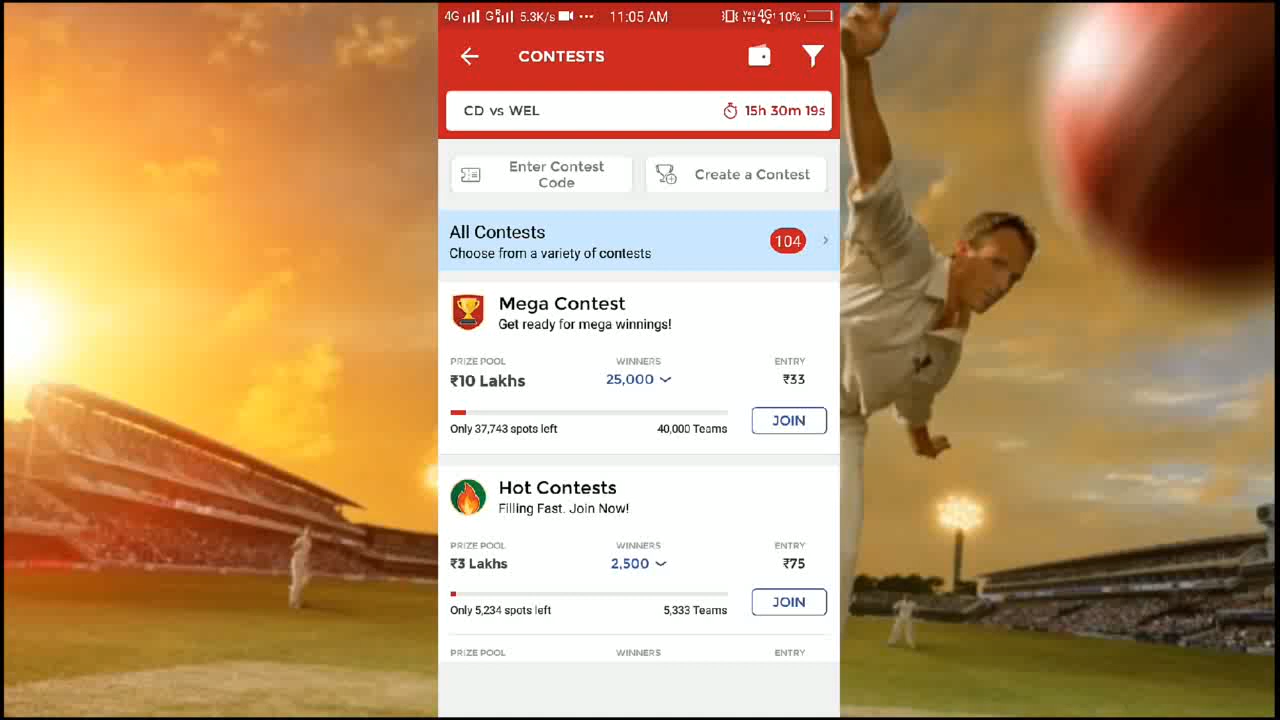 4G G R 5.3K/s ... 11:05 AM VoLTE 4G 10%
CONTESTS
CD vs WEL 15h 30m 19s
Enter Contest
Code
Create a Contest
All Contests
Choose from a variety of contests
104
Mega Contest
Get ready for mega winnings!
PRIZE POOL WINNERS ENTRY
₹10 Lakhs 25,000 ₹33
JOIN
Only 37,743 spots left 40,000 Teams
Hot Contests
Filling Fast. Join Now!
PRIZE POOL WINNERS ENTRY
₹3 Lakhs 2,500 ₹75
JOIN
Only 5,234 spots left 5,333 Teams
PRIZE POOL WINNERS ENTRY